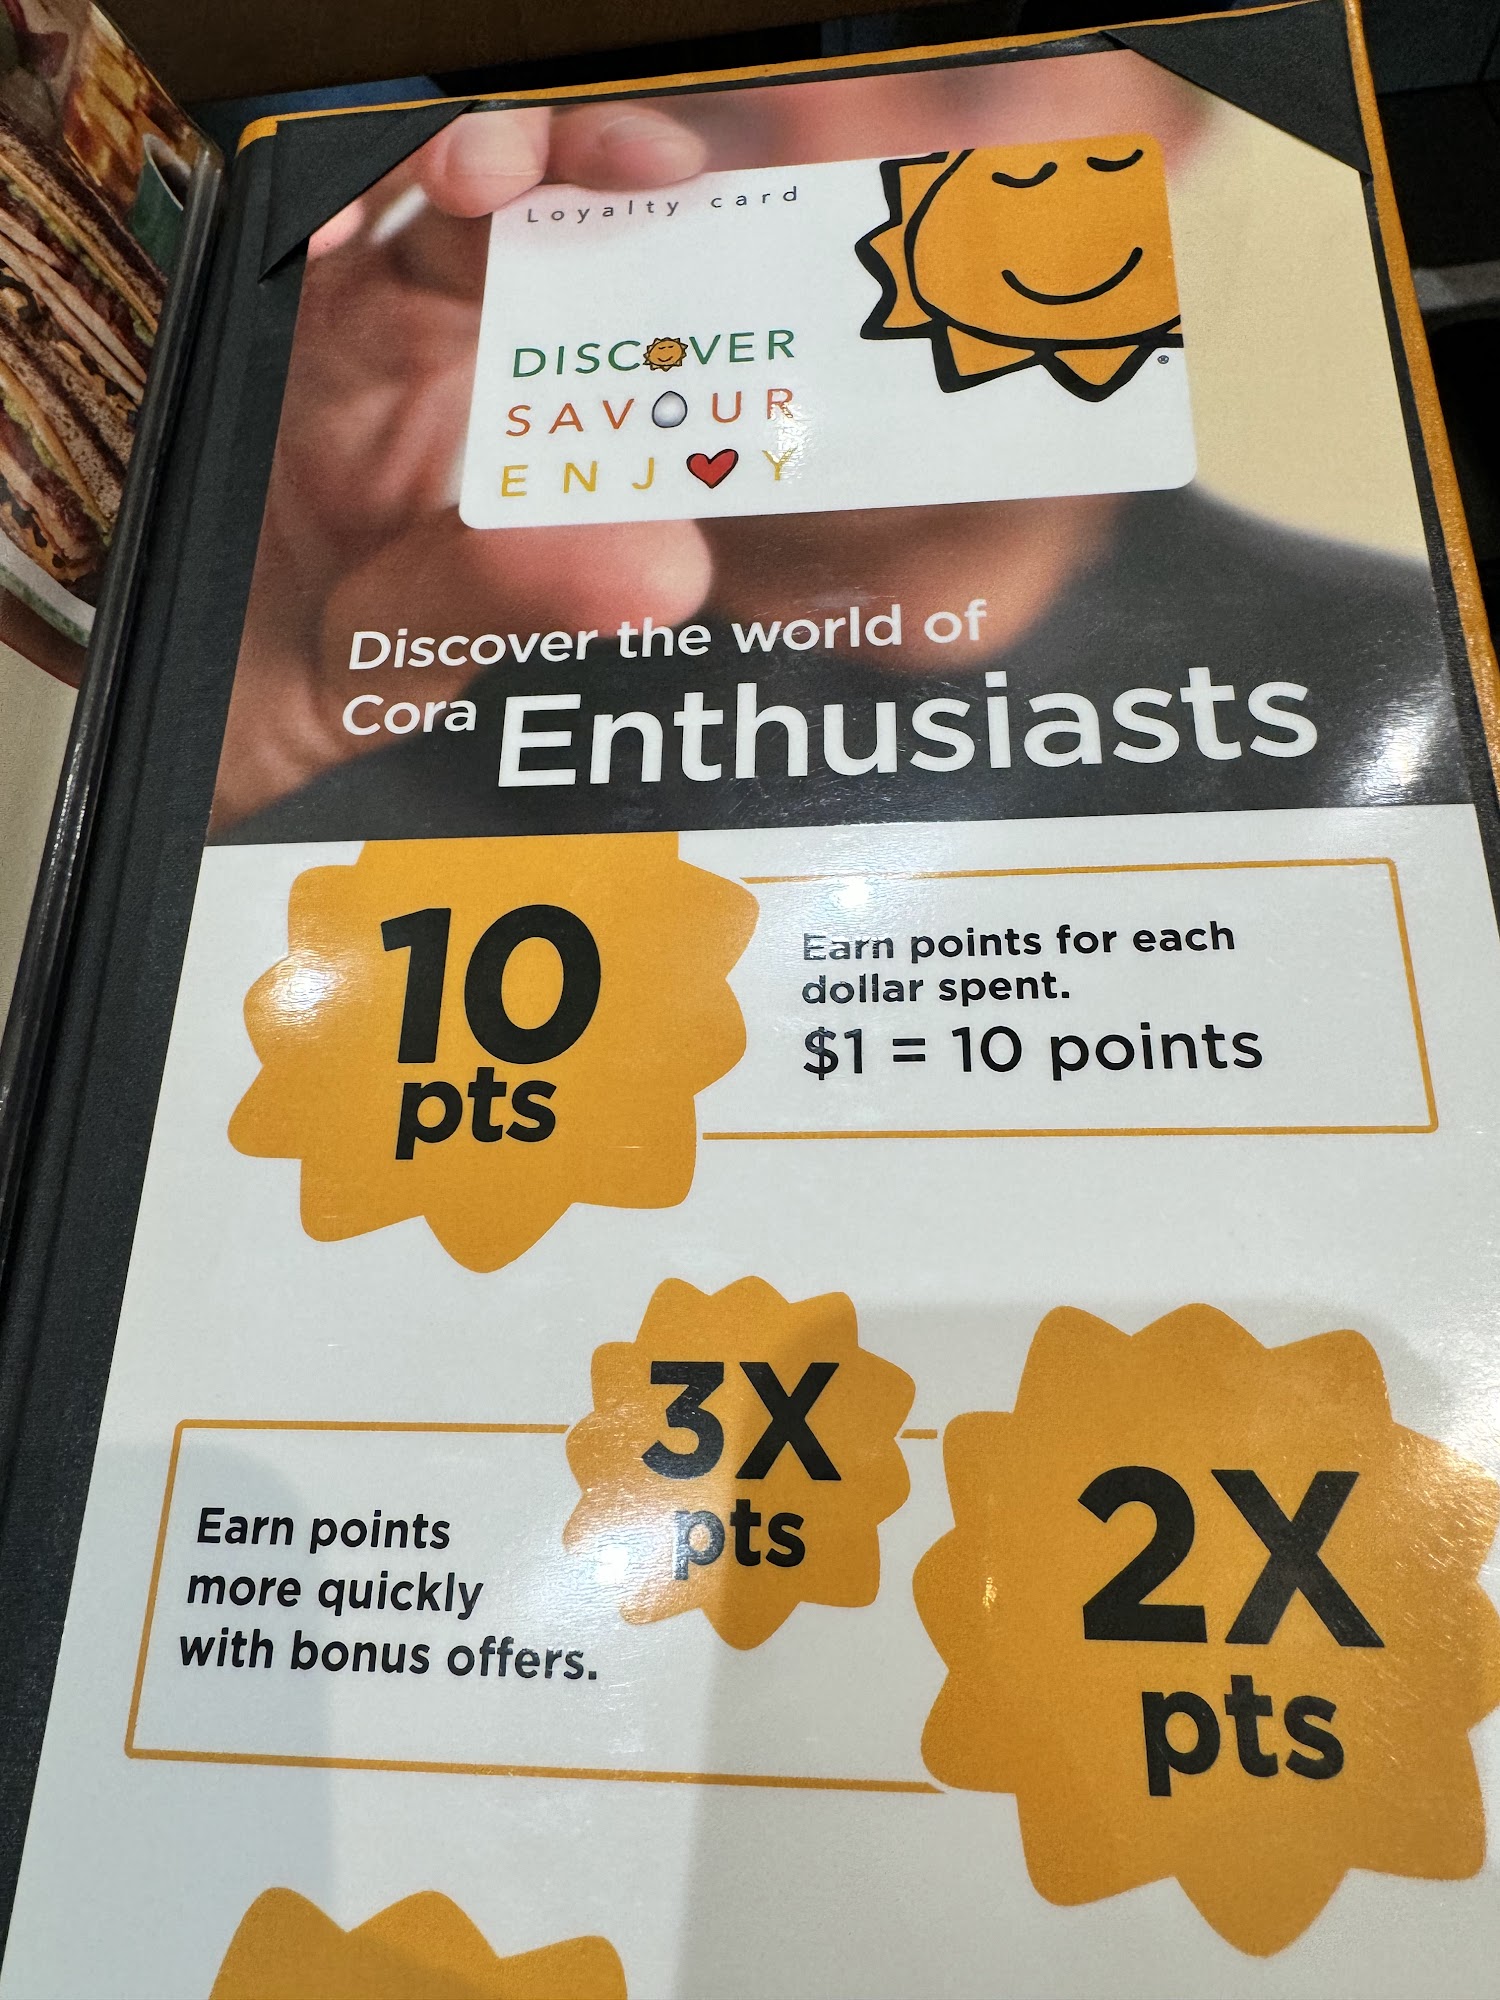 Loyalty card
DISCOVER
SAVOUR
ENJOY
®
Discover the world of
Cora Enthusiasts
10
pts
Earn points for each
dollar spent.
$1 = 10 points
3X
pts
2X
pts
Earn points
more quickly
with bonus offers.